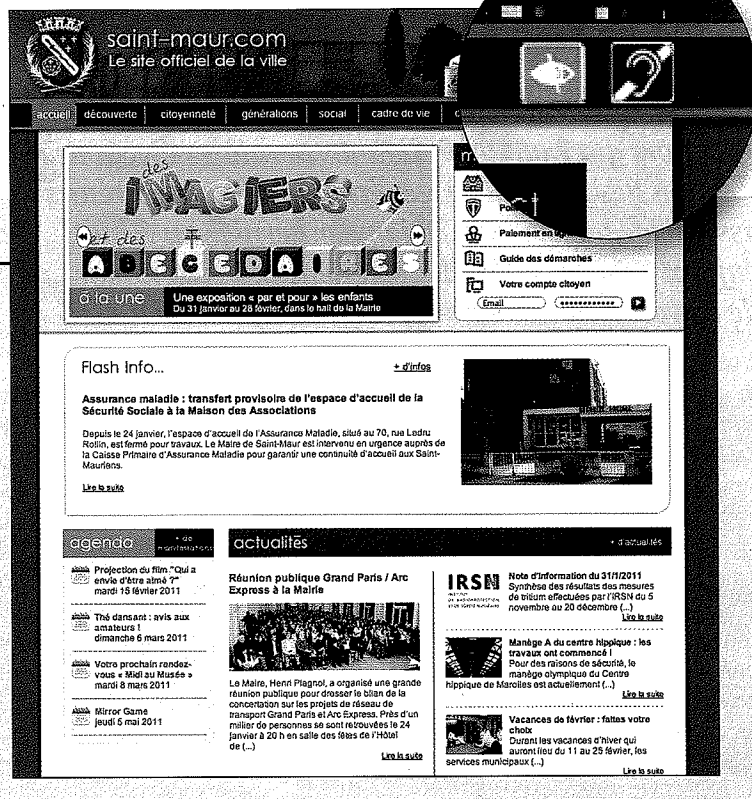 saint-maur.com
Le site officiel de la ville
accueil découverte citoyenneté générations social cadre de vie
des
IMAGIERS
et des
ABECEDAIRES
à la une
Une exposition « par et pour » les enfants
Du 31 janvier au 28 février, dans le hall de la Mairie
Paiement en
Guide des démarches
Votre compte citoyen
Email ••••••••••••
Flash Info...
+ d'infos
Assurance maladie : transfert provisoire de l'espace d'accueil de la
Sécurité Sociale à la Maison des Associations
Depuis le 24 janvier, l'espace d'accueil de l'Assurance Maladie, situé au 70, rue Ledru
Rollin, est fermé pour travaux. Le Maire de Saint-Maur est intervenu en urgence auprès de
la Caisse Primaire d'Assurance Maladie pour garantir une continuité d'accueil aux Saint-
Mauriens.
Lire la suite
agenda
+ de
manifestations
Projection du film "Qui a
envie d'être aimé ?"
mardi 15 février 2011
Thé dansant : avis aux
amateurs !
dimanche 6 mars 2011
Votre prochain rendez-
vous « Midi au Musée »
mardi 8 mars 2011
Mirror Game
jeudi 5 mai 2011
actualités
+ d'actualités
Réunion publique Grand Paris / Arc
Express à la Mairie
Le Maire, Henri Plagnol, a organisé une grande
réunion publique pour dresser le bilan de la
concertation sur les projets de réseau de
transport Grand Paris et Arc Express. Près d'un
millier de personnes se sont retrouvées le 24
janvier à 20 h en salle des fêtes de l'Hôtel
de (...)
Lire la suite
IRSN
INSTITUT
DE RADIOPROTECTION
ET DE SÛRETÉ NUCLÉAIRE
Note d'information du 31/1/2011
Synthèse des résultats des mesures
de tritium effectuées par l'IRSN du 5
novembre au 20 décembre (...)
Lire la suite
Manège A du centre hippique : les
travaux ont commencé !
Pour des raisons de sécurité, le
manège olympique du Centre
hippique de Marolles est actuellement (...)
Lire la suite
Vacances de février : faites votre
choix
Durant les vacances d'hiver qui
auront lieu du 11 au 25 février, les
services municipaux (...)
Lire la suite